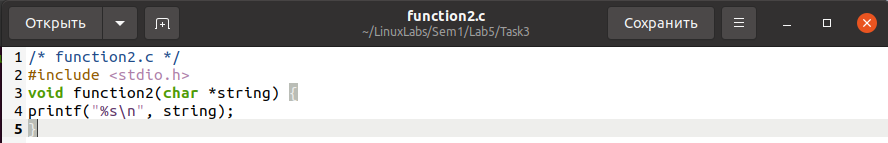 Открыть
function2.c
~/LinuxLabs/Sem1/Lab5/Task3
Сохранить
1 /* function2.c */
2 #include <stdio.h>
3 void function2(char *string) {
4 printf("%s\n", string);
5 }